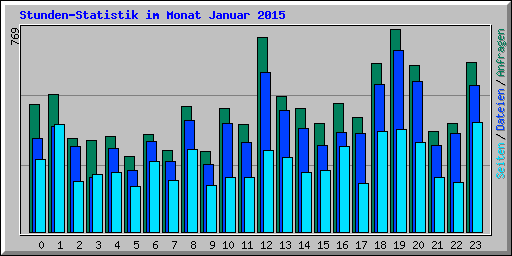 Stunden-Statistik im Monat Januar 2015
769
Seiten / Dateien / Anfragen
0 1 2 3 4 5 6 7 8 9 10 11 12 13 14 15 16 17 18 19 20 21 22 23